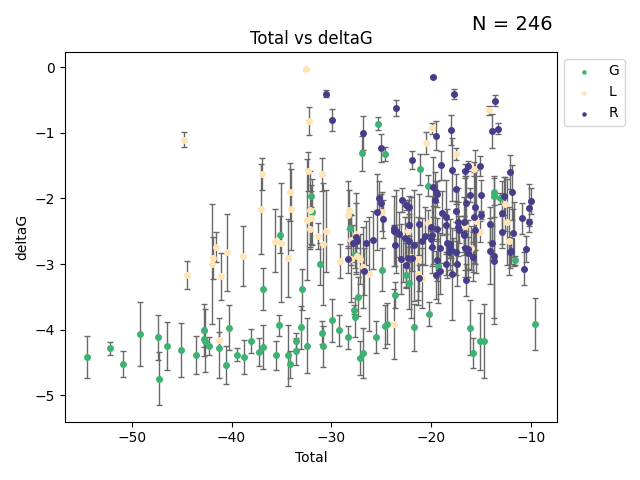 N = 246
Total vs deltaG
G
L
R
deltaG
0
−1
−2
−3
−4
−5
−50 −40 −30 −20 −10
Total